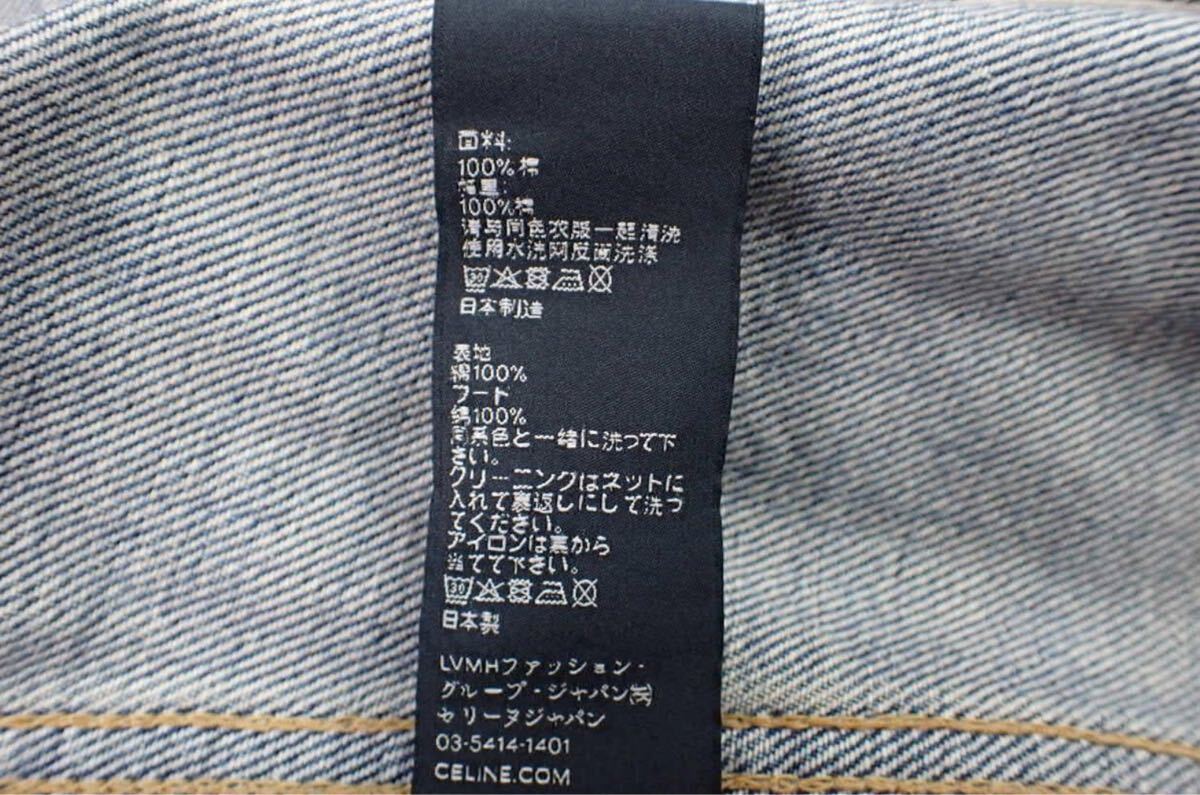 面料:
100%棉
帽里:
100%棉
请与同色衣服一起清洗
使用水洗网反面洗涤
30
日本制造
表地
綿100%
フード
綿100%
同系色と一緒に洗って下
さい。
クリーニングはネットに
入れて裏返しにして洗っ
てください。
アイロンは裏から
当てて下さい。
30
日本製
LVMHファッション・
グループ・ジャパン㈱
セリーヌジャパン
03-5414-1401
CELINE.COM